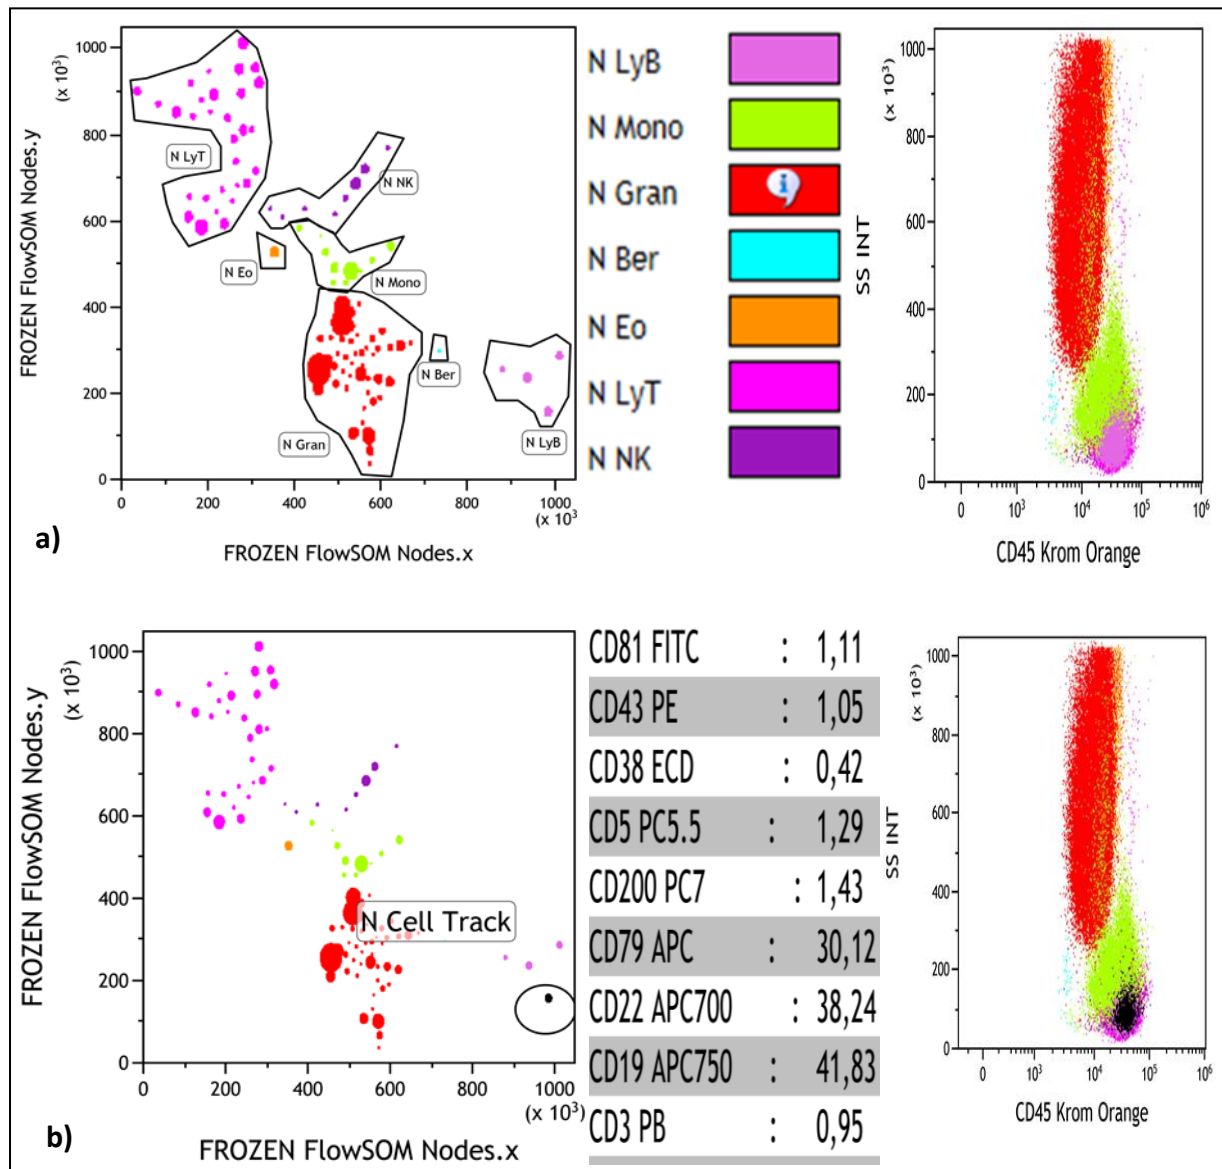 1000
800
600
400
200
0
(x 10³)
FROZEN FlowSOM Nodes.y
N LyT
N NK
N Eo
N Mono
N Ber
N Gran
N LyB
0 200 400 600 800 1000
(x 10³)
FROZEN FlowSOM Nodes.x
a)
N LyB
N Mono
N Gran
i
N Ber
N Eo
N LyT
N NK
1000
800
600
400
200
0
(x 10³)
SS INT
0 10³ 10⁴ 10⁵ 10⁶
CD45 Krom Orange
1000
800
600
400
200
0
(x 10³)
FROZEN FlowSOM Nodes.y
N Cell Track
0 200 400 600 800 1000
(x 10³)
FROZEN FlowSOM Nodes.x
b)
CD81 FITC : 1,11
CD43 PE : 1,05
CD38 ECD : 0,42
CD5 PC5.5 : 1,29
CD200 PC7 : 1,43
CD79 APC : 30,12
CD22 APC700 : 38,24
CD19 APC750 : 41,83
CD3 PB : 0,95
1000
800
600
400
200
0
(x 10³)
SS INT
0 10³ 10⁴ 10⁵ 10⁶
CD45 Krom Orange